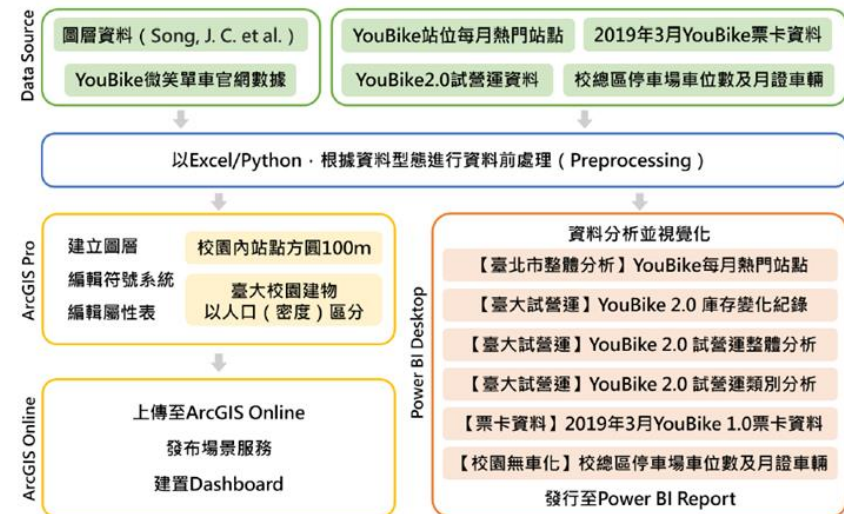 Data Source
圖層資料（Song, J. C. et al.）
YouBike微笑單車官網數據
YouBike站位每月熱門站點
2019年3月YouBike票卡資料
YouBike2.0試營運資料
校總區停車場車位數及月證車輛
以Excel/Python，根據資料型態進行資料前處理（Preprocessing）
ArcGIS Pro
建立圖層
編輯符號系統
編輯屬性表
校園內站點方圓100m
臺大校園建物
以人口（密度）區分
ArcGIS Online
上傳至ArcGIS Online
發布場景服務
建置Dashboard
Power BI Desktop
資料分析並視覺化
【臺北市整體分析】YouBike每月熱門站點
【臺大試營運】YouBike 2.0 庫存變化紀錄
【臺大試營運】YouBike 2.0 試營運整體分析
【臺大試營運】YouBike 2.0 試營運類別分析
【票卡資料】2019年3月YouBike 1.0票卡資料
【校園無車化】校總區停車場車位數及月證車輛
發行至Power BI Report